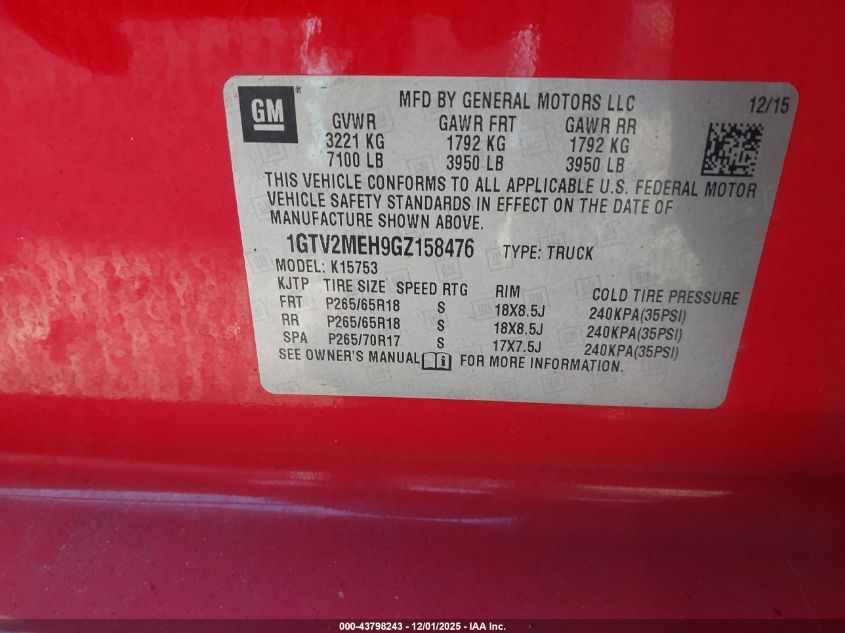 GM ® MFD BY GENERAL MOTORS LLC 12/15
GVWR GAWR FRT GAWR RR
3221 KG 1792 KG 1792 KG
7100 LB 3950 LB 3950 LB
THIS VEHICLE CONFORMS TO ALL APPLICABLE U.S. FEDERAL MOTOR
VEHICLE SAFETY STANDARDS IN EFFECT ON THE DATE OF
MANUFACTURE SHOWN ABOVE.
1GTV2MEH9GZ158476 TYPE: TRUCK
MODEL: K15753
KJTP TIRE SIZE SPEED RTG RIM COLD TIRE PRESSURE
FRT P265/65R18 S 18X8.5J 240KPA(35PSI)
RR P265/65R18 S 18X8.5J 240KPA(35PSI)
SPA P265/70R17 S 17X7.5J 240KPA(35PSI)
SEE OWNER'S MANUAL FOR MORE INFORMATION.
000-43798243 - 12/01/2025 - IAA Inc.